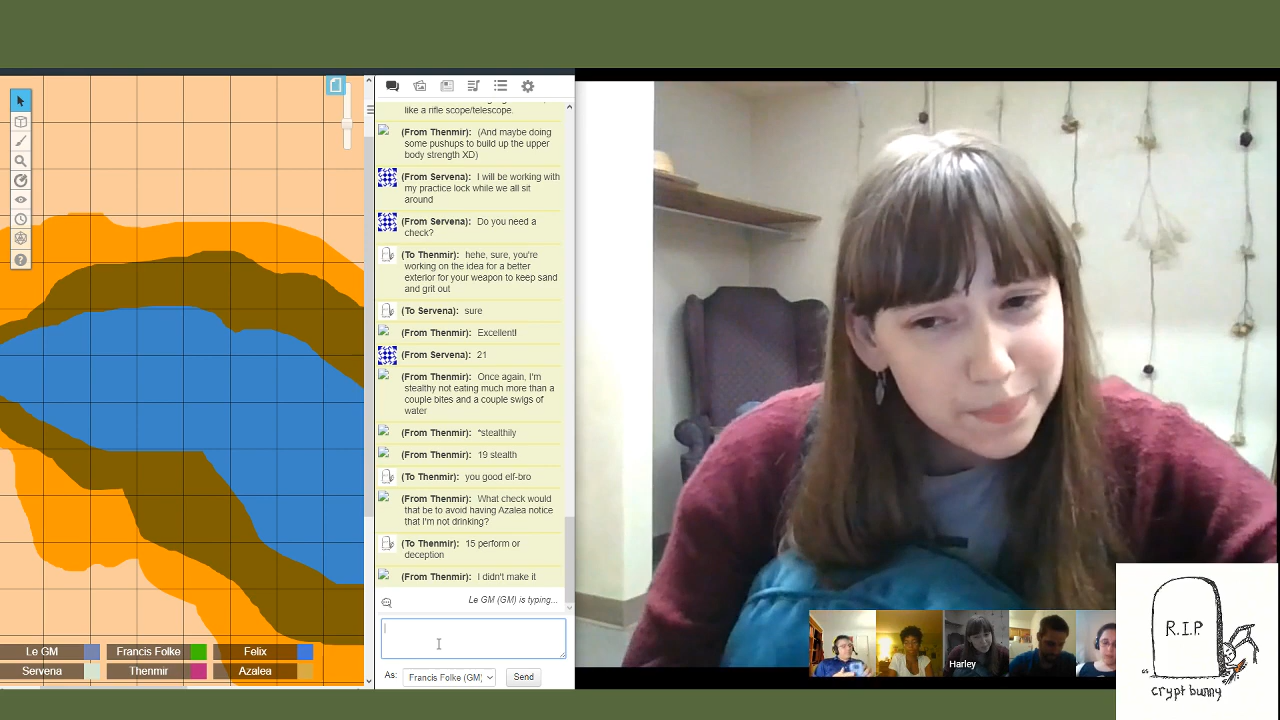 like a rifle scope/telescope.
(From Thenmir): (And maybe doing
some pushups to build up the upper
body strength XD)
(From Servena): I will be working with
my practice lock while we all sit
around
(From Servena): Do you need a
check?
(To Thenmir): hehe, sure, you're
working on the idea for a better
exterior for your weapon to keep sand
and grit out
(To Servena): sure
(From Thenmir): Excellent!
(From Servena): 21
(From Thenmir): Once again, I'm
stealthy not eating much more than a
couple bites and a couple swigs of
water
(From Thenmir): *stealthily
(From Thenmir): 19 stealth
(To Thenmir): you good elf-bro
(From Thenmir): What check would
that be to avoid having Azalea notice
that I'm not drinking?
(To Thenmir): 15 perform or
deception
(From Thenmir): I didn't make it
Le GM (GM) is typing...
As: Francis Folke (GM) Send
Le GM Francis Folke Felix
Servena Thenmir Azalea
Harley
R.I.P
crypt bunny